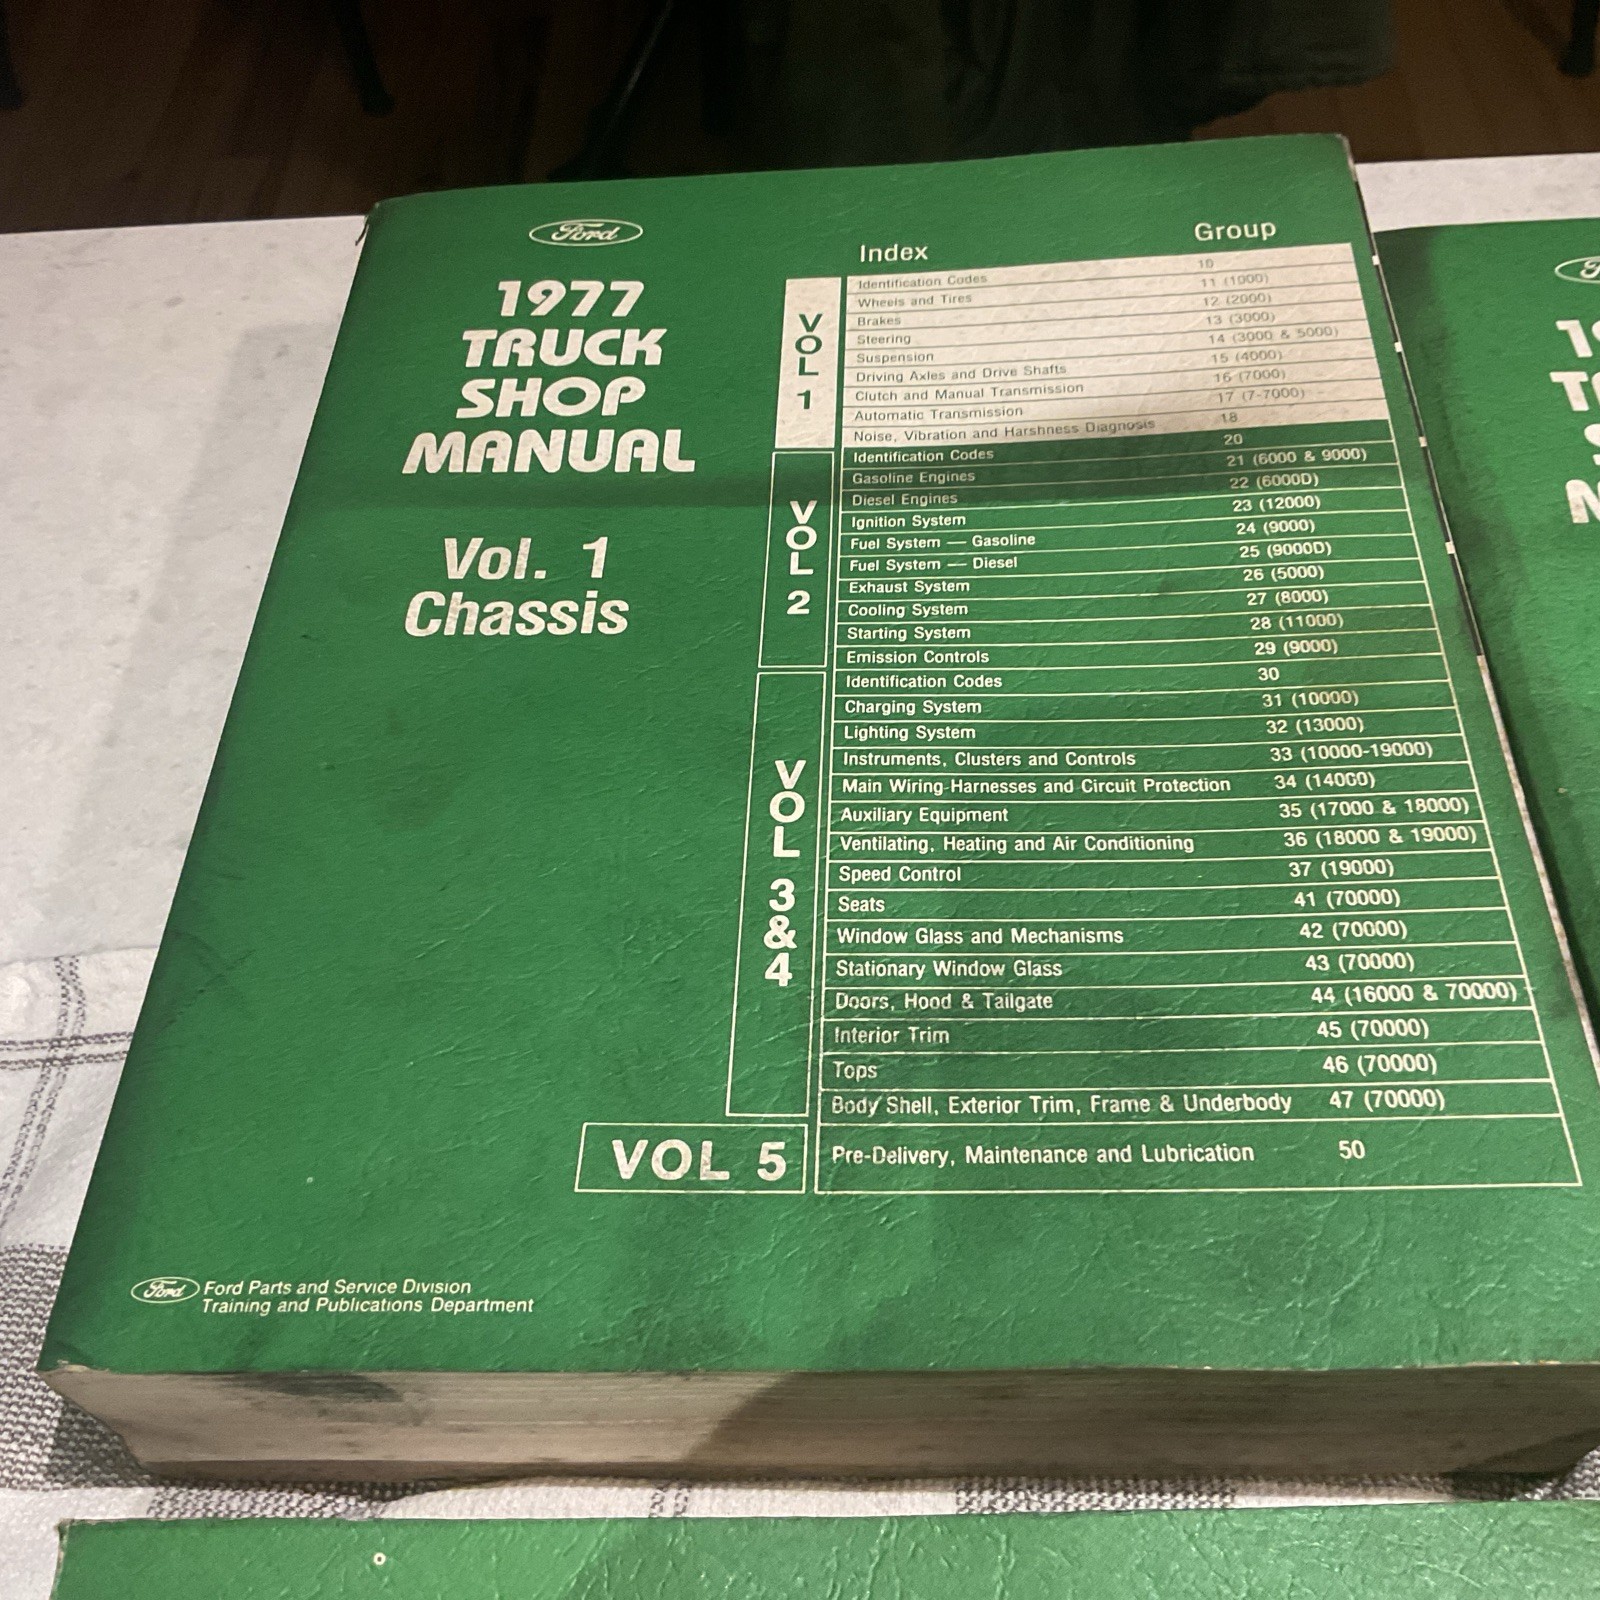 Ford
1977
TRUCK
SHOP
MANUAL
Vol. 1
Chassis
Index Group
VOL 1
Identification Codes 10
Wheels and Tires 11 (1000)
Brakes 12 (2000)
Steering 13 (3000)
Suspension 14 (3000 & 5000)
Driving Axles and Drive Shafts 15 (4000)
Clutch and Manual Transmission 16 (7000)
Automatic Transmission 17 (7-7000)
Noise, Vibration and Harshness Diagnosis 18
VOL 2
Identification Codes 20
Gasoline Engines 21 (6000 & 9000)
Diesel Engines 22 (6000D)
Ignition System 23 (12000)
Fuel System — Gasoline 24 (9000)
Fuel System — Diesel 25 (9000D)
Exhaust System 26 (5000)
Cooling System 27 (8000)
Starting System 28 (11000)
Emission Controls 29 (9000)
VOL 3 & 4
Identification Codes 30
Charging System 31 (10000)
Lighting System 32 (13000)
Instruments, Clusters and Controls 33 (10000-19000)
Main Wiring-Harnesses and Circuit Protection 34 (14000)
Auxiliary Equipment 35 (17000 & 18000)
Ventilating, Heating and Air Conditioning 36 (18000 & 19000)
Speed Control 37 (19000)
Seats 41 (70000)
Window Glass and Mechanisms 42 (70000)
Stationary Window Glass 43 (70000)
Doors, Hood & Tailgate 44 (16000 & 70000)
Interior Trim 45 (70000)
Tops 46 (70000)
Body Shell, Exterior Trim, Frame & Underbody 47 (70000)
VOL 5
Pre-Delivery, Maintenance and Lubrication 50
Ford
Ford Parts and Service Division
Training and Publications Department